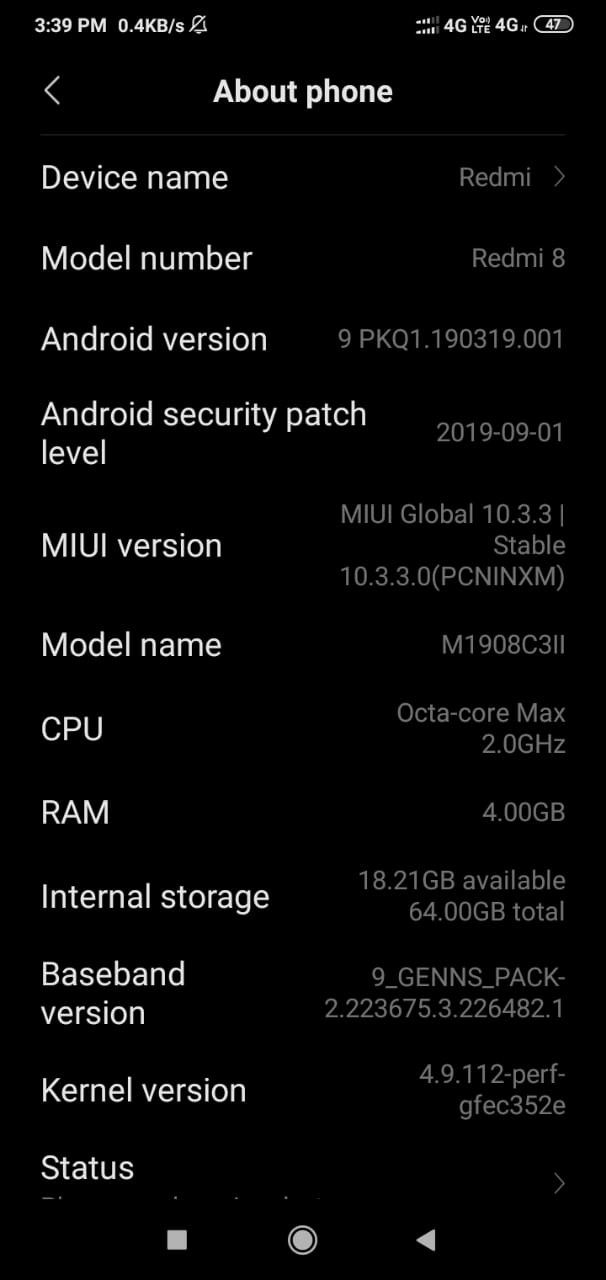 3:39 PM 0.4KB/s 4G Vo) LTE 4G 47
About phone
Device name Redmi
Model number Redmi 8
Android version 9 PKQ1.190319.001
Android security patch
level
2019-09-01
MIUI version
MIUI Global 10.3.3 |
Stable
10.3.3.0(PCNINXM)
Model name M1908C3II
CPU
Octa-core Max
2.0GHz
RAM 4.00GB
Internal storage
18.21GB available
64.00GB total
Baseband
version
9_GENNS_PACK-
2.223675.3.226482.1
Kernel version
4.9.112-perf-
gfec352e
Status